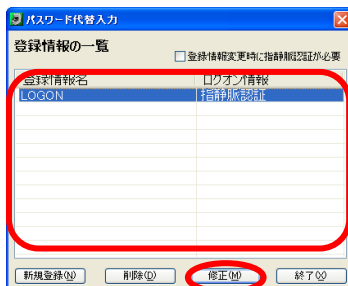 パスワード代替入力
登録情報の一覧
登録情報変更時に指静脈認証が必要
登録情報名 ログオン情報
LOGON 指静脈認証
新規登録(N) 削除(D) 修正(M) 終了(X)